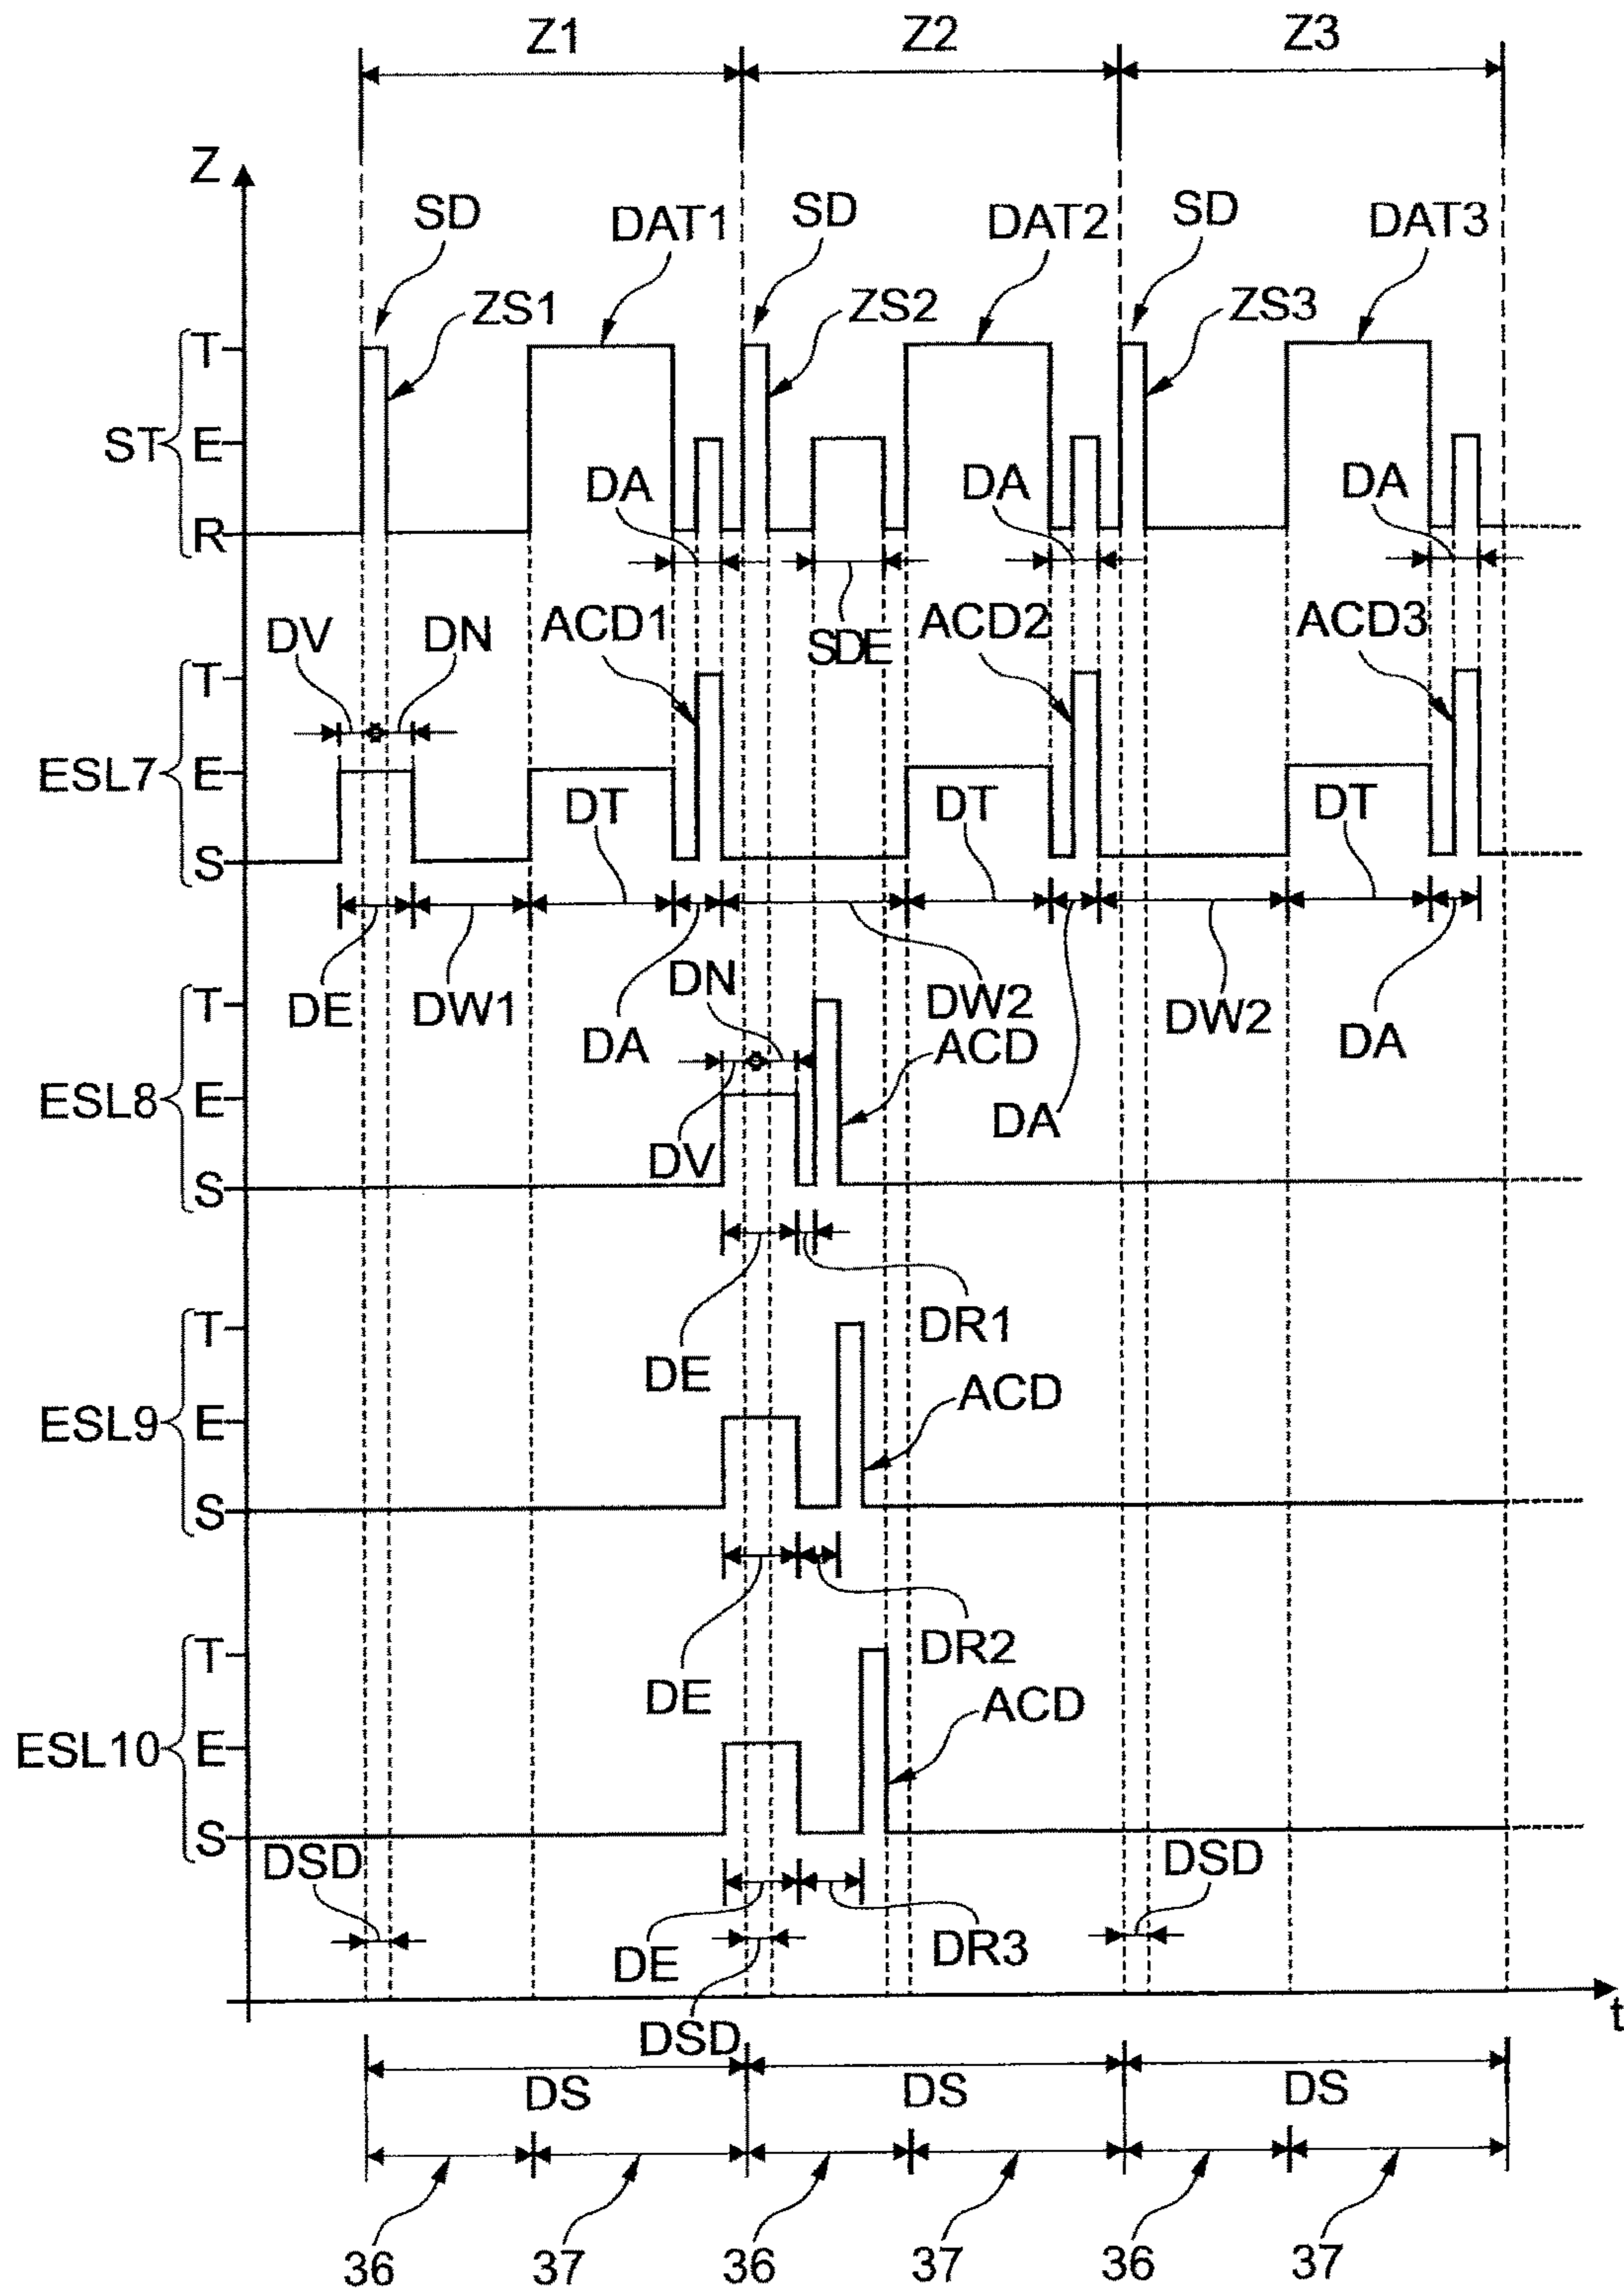 Z1 Z2 Z3
Z
SD DAT1 SD DAT2 SD DAT3
ZS1 ZS2 ZS3
T
ST E
R
DA DA DA
DV DN ACD1 SDE ACD2 ACD3
T
ESL7 E
S
DT DT DT
DE DW1 DA DN DW2 DA DW2 DA
T
ESL8 E
S
ACD
DV
DE DR1
T
ESL9 E
S
ACD
DE DR2
T
ESL10 E
S
ACD
DSD DE DR3 DSD
DSD
t
DS DS DS
36 37 36 37 36 37